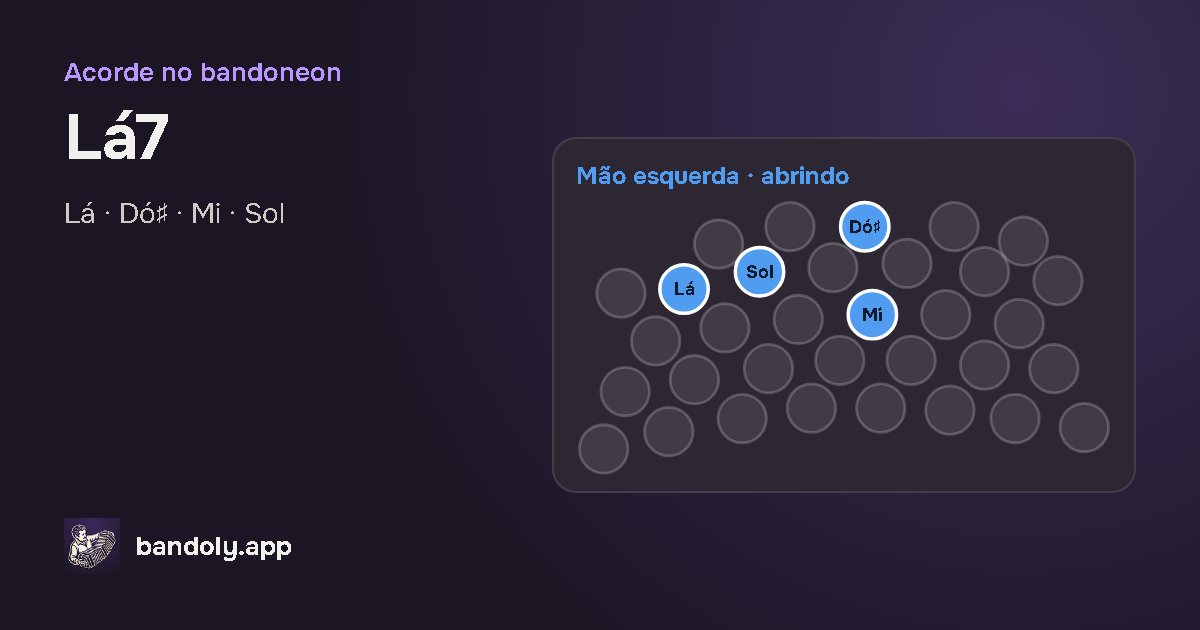 Acorde no bandoneon
Lá7
Lá · Dó♯ · Mi · Sol
Mão esquerda · abrindo
Dó♯
Sol
Lá
Mi
bandoly.app